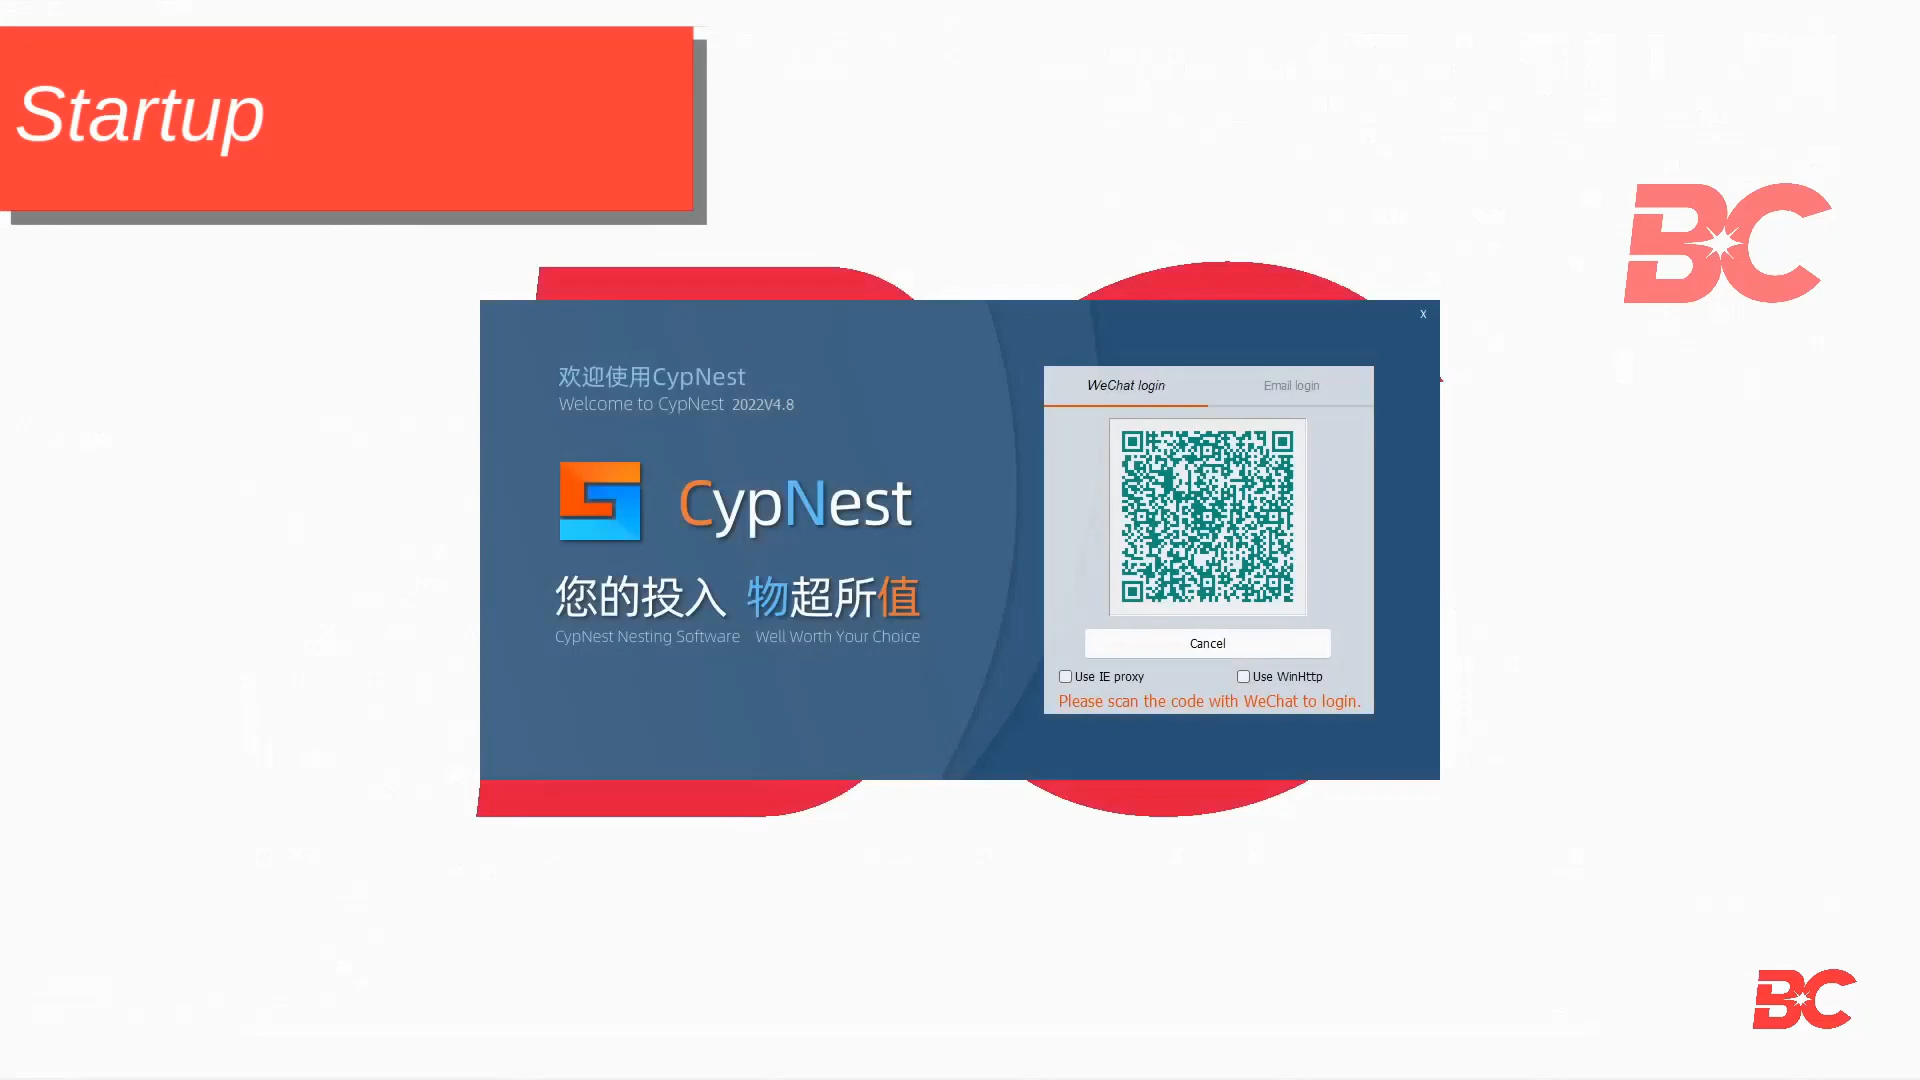 Startup
BC
X
欢迎使用CypNest
Welcome to CypNest 2022V4.8
CypNest
您的投入 物超所值
CypNest Nesting Software Well Worth Your Choice
WeChat login
Email login
Cancel
Use IE proxy
Use WinHttp
Please scan the code with WeChat to login.
BC